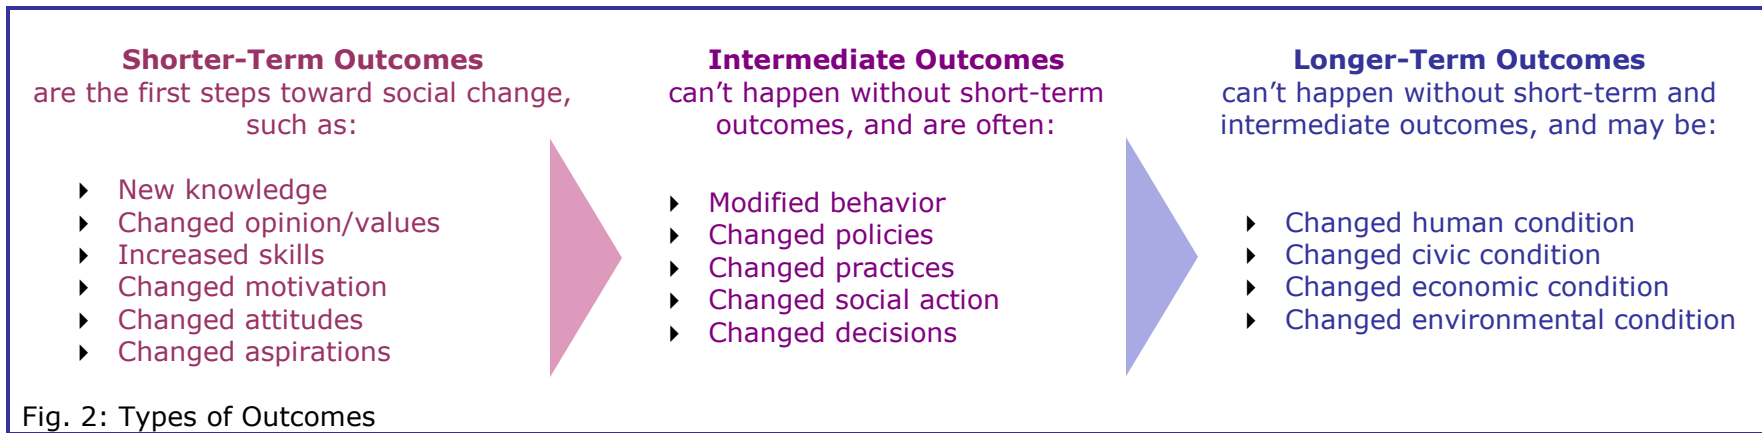 Shorter-Term Outcomes
are the first steps toward social change,
such as:
New knowledge
Changed opinion/values
Increased skills
Changed motivation
Changed attitudes
Changed aspirations
Intermediate Outcomes
can't happen without short-term
outcomes, and are often:
Modified behavior
Changed policies
Changed practices
Changed social action
Changed decisions
Longer-Term Outcomes
can't happen without short-term and
intermediate outcomes, and may be:
Changed human condition
Changed civic condition
Changed economic condition
Changed environmental condition
Fig. 2: Types of Outcomes